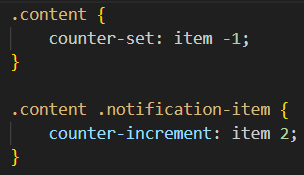 .content {
    counter-set: item -1;
}

.content .notification-item {
    counter-increment: item 2;
}